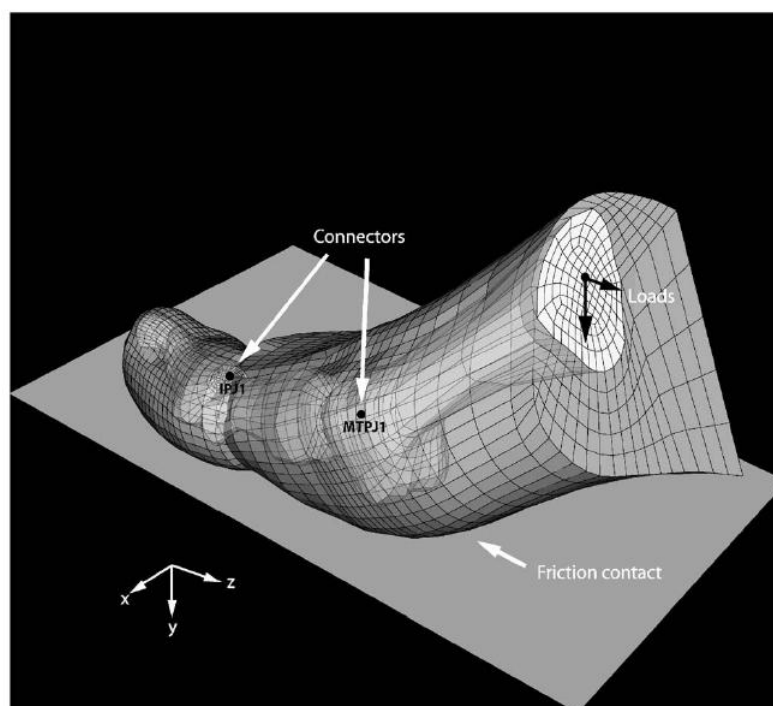 Connectors
Loads
IPJ1
MTPJ1
Friction contact
x
z
y